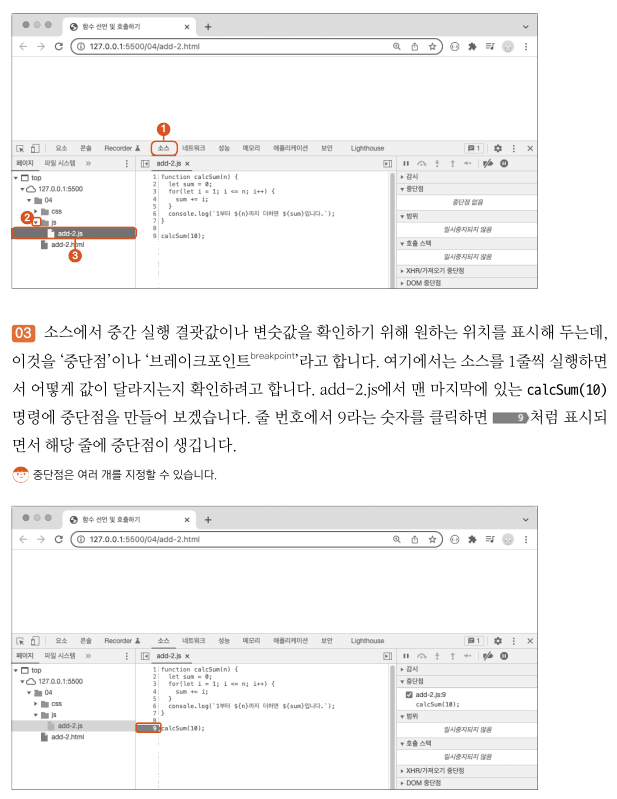 함수 선언 및 호출하기 × +
127.0.0.1:5500/04/add-2.html
1
요소 콘솔 Recorder 소스 네트워크 성능 메모리 애플리케이션 보안 Lighthouse 1
페이지 파일 시스템 » add-2.js ×
top
127.0.0.1:5500
04
css
2 js
add-2.js
3
add-2.html
1 function calcSum(n) {
2 let sum = 0;
3 for(let i = 1; i <= n; i++) {
4 sum += i;
5 }
6 console.log(`1부터 ${n}까지 더하면 ${sum}입니다.`);
7 }
8
9 calcSum(10);
감시
중단점
중단점 없음
범위
일시중지되지 않음
호출 스택
일시중지되지 않음
XHR/가져오기 중단점
DOM 중단점
03 소스에서 중간 실행 결괏값이나 변숫값을 확인하기 위해 원하는 위치를 표시해 두는데,
이것을 ‘중단점’이나 ‘브레이크포인트breakpoint’라고 합니다. 여기에서는 소스를 1줄씩 실행하면
서 어떻게 값이 달라지는지 확인하려고 합니다. add-2.js에서 맨 마지막에 있는 calcSum(10)
명령에 중단점을 만들어 보겠습니다. 줄 번호에서 9라는 숫자를 클릭하면 9 처럼 표시되
면서 해당 줄에 중단점이 생깁니다.
중단점은 여러 개를 지정할 수 있습니다.
함수 선언 및 호출하기 × +
127.0.0.1:5500/04/add-2.html
요소 콘솔 Recorder 소스 네트워크 성능 메모리 애플리케이션 보안 Lighthouse 1
페이지 파일 시스템 » add-2.js ×
top
127.0.0.1:5500
04
css
js
add-2.js
add-2.html
1 function calcSum(n) {
2 let sum = 0;
3 for(let i = 1; i <= n; i++) {
4 sum += i;
5 }
6 console.log(`1부터 ${n}까지 더하면 ${sum}입니다.`);
7 }
8
9 calcSum(10);
감시
중단점
add-2.js:9
calcSum(10);
범위
일시중지되지 않음
호출 스택
일시중지되지 않음
XHR/가져오기 중단점
DOM 중단점